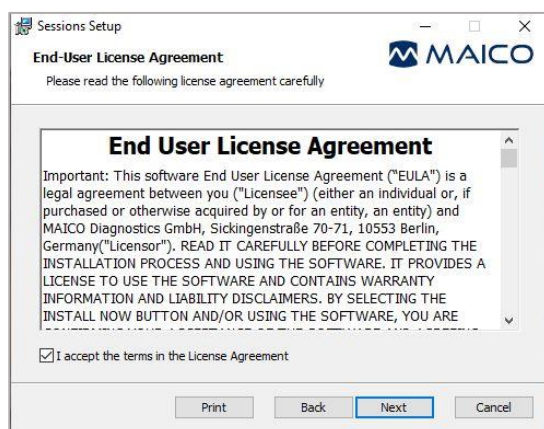 Sessions Setup
End-User License Agreement
Please read the following license agreement carefully
MAICO
End User License Agreement
Important: This software End User License Agreement ("EULA") is a
legal agreement between you ("Licensee") (either an individual or, if
purchased or otherwise acquired by or for an entity, an entity) and
MAICO Diagnostics GmbH, Sickingenstraße 70-71, 10553 Berlin,
Germany("Licensor"). READ IT CAREFULLY BEFORE COMPLETING THE
INSTALLATION PROCESS AND USING THE SOFTWARE. IT PROVIDES A
LICENSE TO USE THE SOFTWARE AND CONTAINS WARRANTY
INFORMATION AND LIABILITY DISCLAIMERS. BY SELECTING THE
INSTALL NOW BUTTON AND/OR USING THE SOFTWARE, YOU ARE
I accept the terms in the License Agreement
Print
Back
Next
Cancel